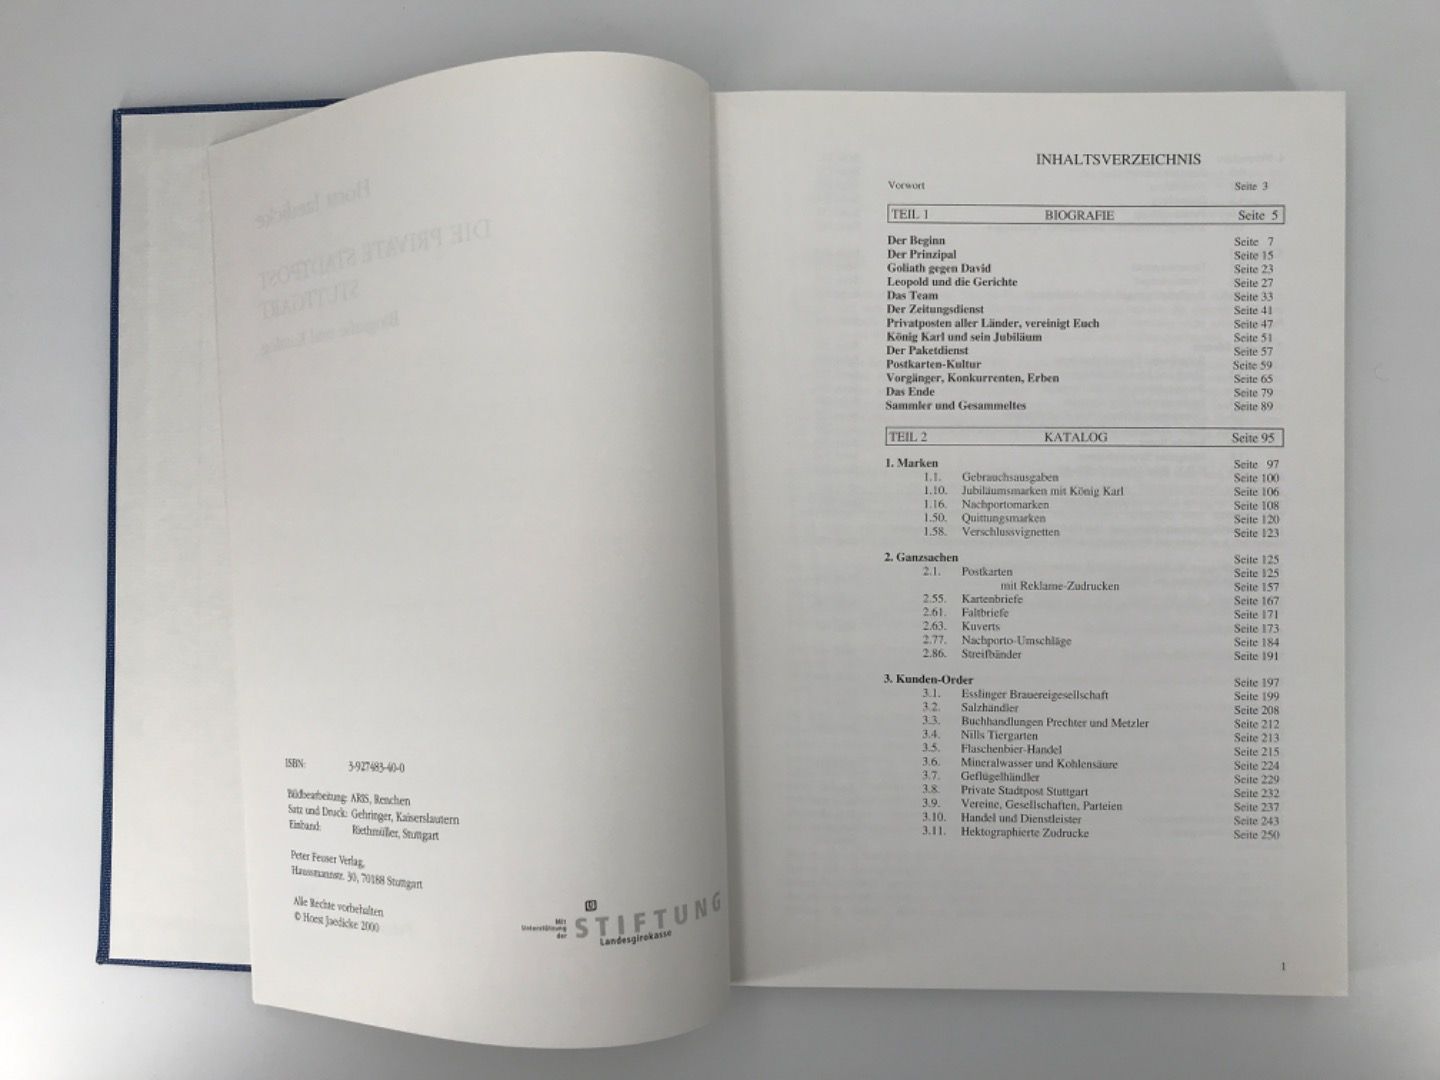 Horst Jaedicke
DIE PRIVATE STADTPOST
STUTTGART
Biografie und Katalog
ISBN: 3-927483-40-0
Bildbearbeitung: ARIS, Renchen
Satz und Druck: Gehringer, Kaiserslautern
Einband: Riethmüller, Stuttgart
Peter Feuser Verlag,
Haussmannstr. 30, 70188 Stuttgart
Alle Rechte vorbehalten
© Horst Jaedicke 2000
Mit
Unterstützung
der
STIFTUNG
Landesgirokasse
INHALTSVERZEICHNIS
Vorwort Seite 3
TEIL 1 BIOGRAFIE Seite 5
Der Beginn Seite 7
Der Prinzipal Seite 15
Goliath gegen David Seite 23
Leopold und die Gerichte Seite 27
Das Team Seite 33
Der Zeitungsdienst Seite 41
Privatposten aller Länder, vereinigt Euch Seite 47
König Karl und sein Jubiläum Seite 51
Der Paketdienst Seite 57
Postkarten-Kultur Seite 59
Vorgänger, Konkurrenten, Erben Seite 65
Das Ende Seite 79
Sammler und Gesammeltes Seite 89
TEIL 2 KATALOG Seite 95
1. Marken Seite 97
1.1. Gebrauchsausgaben Seite 100
1.10. Jubiläumsmarken mit König Karl Seite 106
1.16. Nachportomarken Seite 108
1.50. Quittungsmarken Seite 120
1.58. Verschlussvignetten Seite 123
2. Ganzsachen Seite 125
2.1. Postkarten Seite 125
mit Reklame-Zudrucken Seite 157
2.55. Kartenbriefe Seite 167
2.61. Faltbriefe Seite 171
2.63. Kuverts Seite 173
2.77. Nachporto-Umschläge Seite 184
2.86. Streifbänder Seite 191
3. Kunden-Order Seite 197
3.1. Esslinger Brauereigesellschaft Seite 199
3.2. Salzhändler Seite 208
3.3. Buchhandlungen Prechter und Metzler Seite 212
3.4. Nills Tiergarten Seite 213
3.5. Flaschenbier-Handel Seite 215
3.6. Mineralwasser und Kohlensäure Seite 224
3.7. Geflügelhändler Seite 229
3.8. Private Stadtpost Stuttgart Seite 232
3.9. Vereine, Gesellschaften, Parteien Seite 237
3.10. Handel und Dienstleister Seite 243
3.11. Hektographierte Zudrucke Seite 250
1